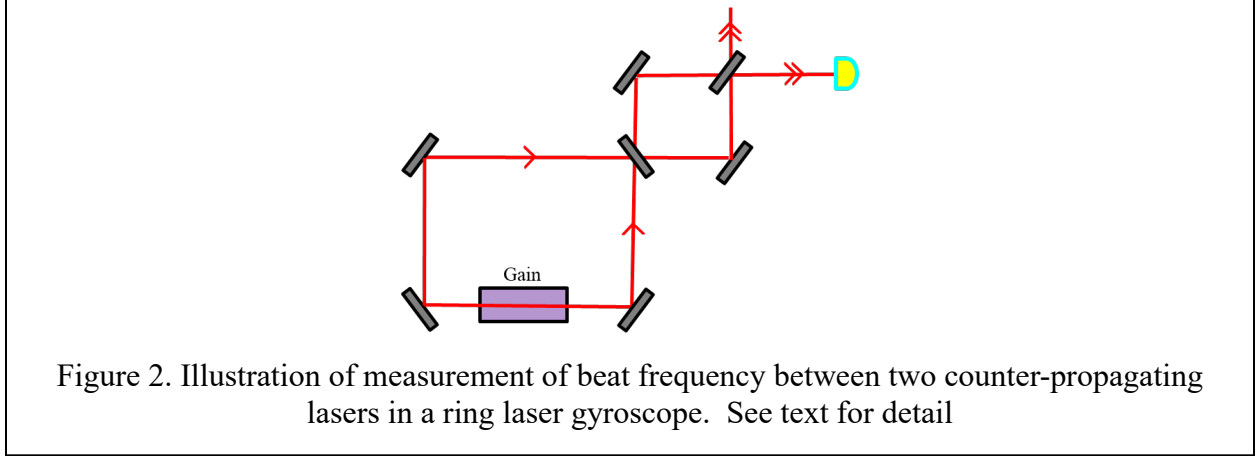 Gain
Figure 2. Illustration of measurement of beat frequency between two counter-propagating
lasers in a ring laser gyroscope.  See text for detail